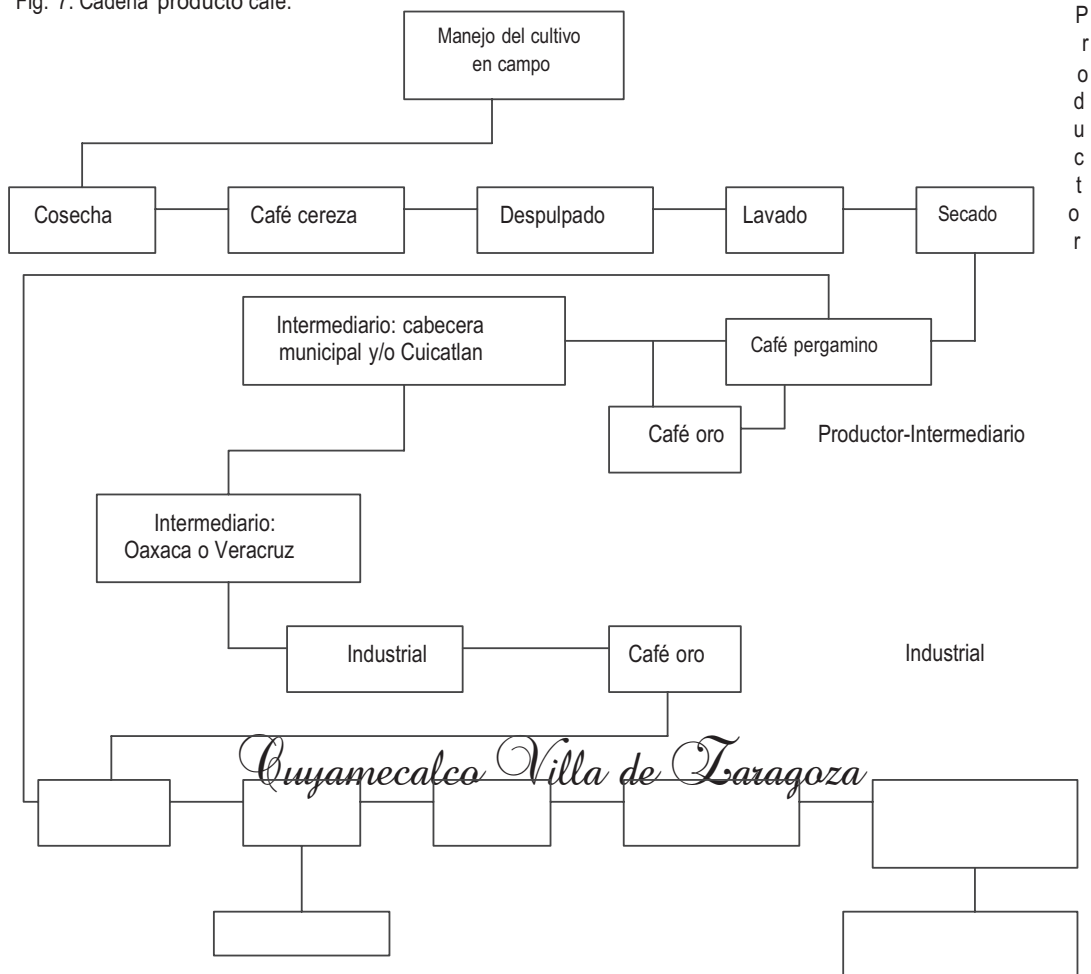 Fig. 7. Cadena producto café.
Manejo del cultivo
en campo
P
r
o
d
u
c
t
o
r
Cosecha
Café cereza
Despulpado
Lavado
Secado
Intermediario: cabecera
municipal y/o Cuicatlan
Café pergamino
Café oro
Productor-Intermediario
Intermediario:
Oaxaca o Veracruz
Industrial
Café oro
Industrial
Cuyamecalco Villa de Zaragoza